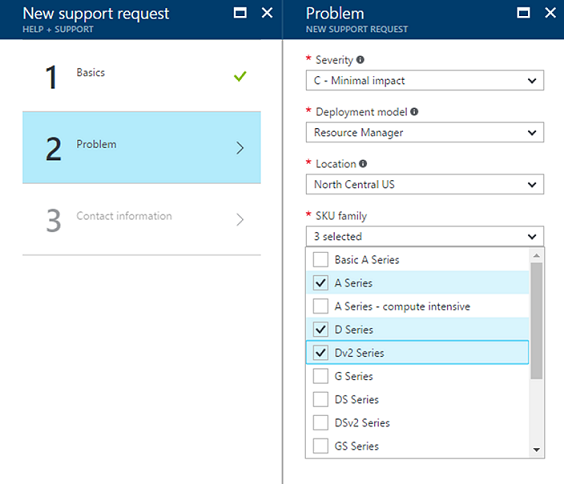 New support request
HELP + SUPPORT
1 Basics
2 Problem
3 Contact information
Problem
NEW SUPPORT REQUEST
* Severity
C - Minimal impact
* Deployment model
Resource Manager
* Location
North Central US
* SKU family
3 selected
Basic A Series
A Series
A Series - compute intensive
D Series
Dv2 Series
G Series
DS Series
DSv2 Series
GS Series